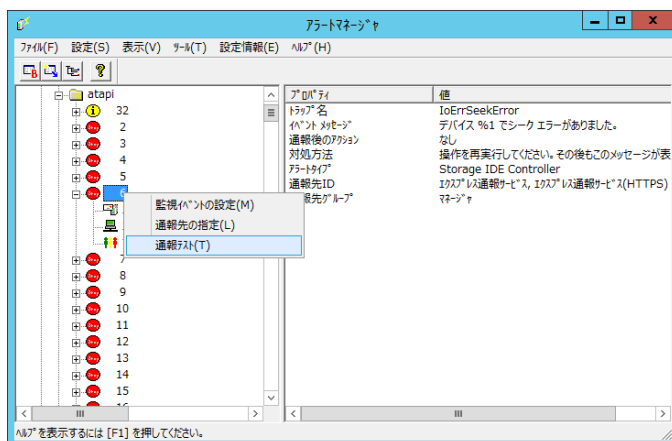 アラートマネージャ
ファイル(F) 設定(S) 表示(V) ツール(T) 設定情報(E) ヘルプ(H)
atapi
32
2
3
4
5
6
7
8
9
10
11
12
13
14
15
監視イベントの設定(M)
通報先の指定(L)
通報テスト(T)
プロパティ 値
トラップ名 IoErrSeekError
イベント メッセージ デバイス %1 でシーク エラーがありました。
通報後のアクション なし
対処方法 操作を再実行してください。その後もこのメッセージが表
アラートタイプ Storage IDE Controller
通報先ID エクスプレス通報サービス, エクスプレス通報サービス(HTTPS)
報先グループ マネージャ
ヘルプを表示するには [F1] を押してください。